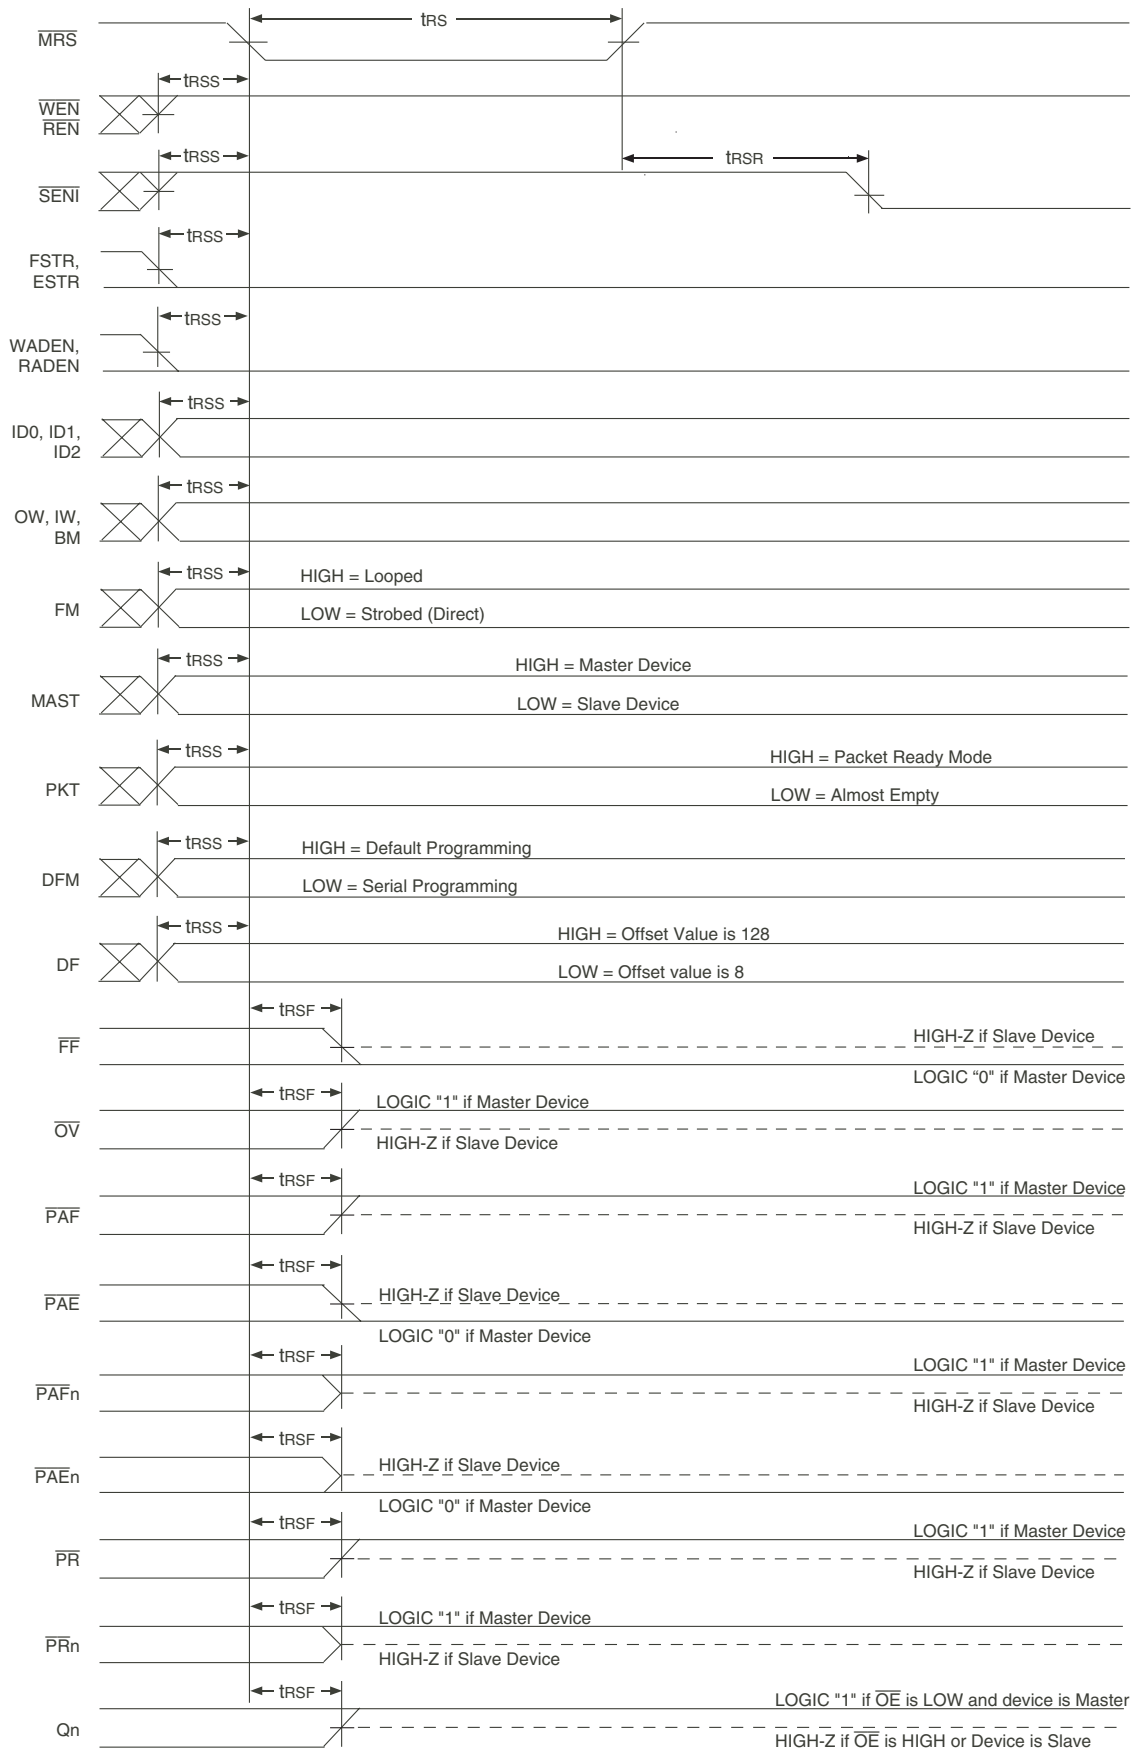 tRS
MRS
tRSS
WEN
REN
tRSS
tRSR
SENI
tRSS
FSTR,
ESTR
tRSS
WADEN,
RADEN
tRSS
ID0, ID1,
ID2
tRSS
OW, IW,
BM
tRSS
HIGH = Looped
FM
LOW = Strobed (Direct)
tRSS
HIGH = Master Device
MAST
LOW = Slave Device
tRSS
HIGH = Packet Ready Mode
PKT
LOW = Almost Empty
tRSS
HIGH = Default Programming
DFM
LOW = Serial Programming
tRSS
HIGH = Offset Value is 128
DF
LOW = Offset value is 8
tRSF
FF
HIGH-Z if Slave Device
LOGIC “0" if Master Device
tRSF
LOGIC "1" if Master Device
OV
HIGH-Z if Slave Device
tRSF
LOGIC "1" if Master Device
PAF
HIGH-Z if Slave Device
tRSF
PAE
HIGH-Z if Slave Device
LOGIC "0" if Master Device
tRSF
LOGIC "1" if Master Device
PAFn
HIGH-Z if Slave Device
tRSF
HIGH-Z if Slave Device
PAEn
LOGIC "0" if Master Device
tRSF
LOGIC "1" if Master Device
PR
HIGH-Z if Slave Device
tRSF
LOGIC "1" if Master Device
PRn
HIGH-Z if Slave Device
tRSF
LOGIC "1" if OE is LOW and device is Master
Qn
HIGH-Z if OE is HIGH or Device is Slave